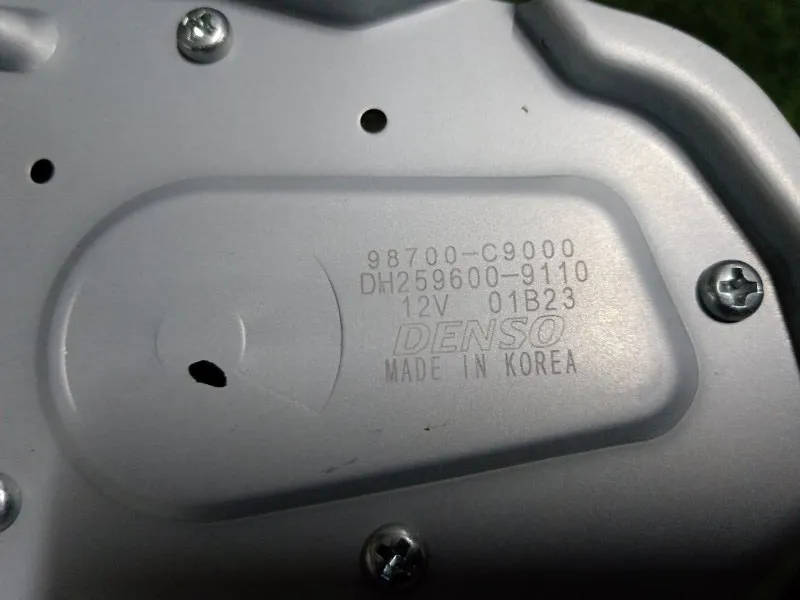 98700-C9000
DH259600-9110
12V 01B23
DENSO
MADE IN KOREA